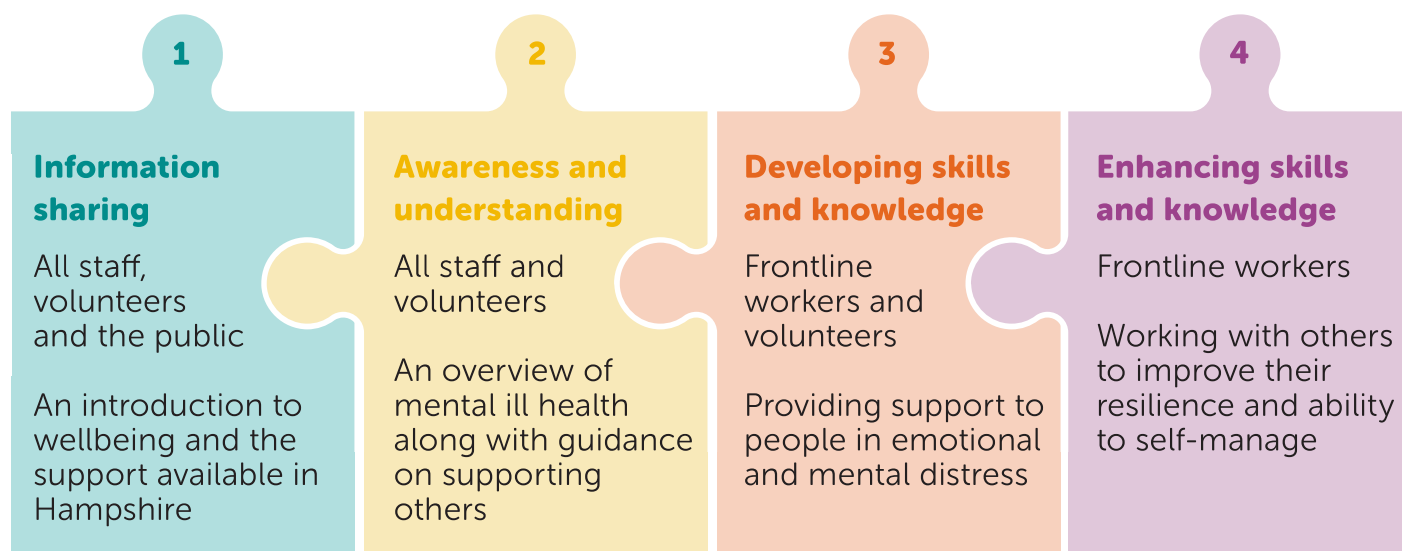 1
Information
sharing
All staff,
volunteers
and the public
An introduction to
wellbeing and the
support available in
Hampshire
2
Awareness and
understanding
All staff and
volunteers
An overview of
mental ill health
along with guidance
on supporting
others
3
Developing skills
and knowledge
Frontline
workers and
volunteers
Providing support to
people in emotional
and mental distress
4
Enhancing skills
and knowledge
Frontline workers
Working with others
to improve their
resilience and ability
to self-manage